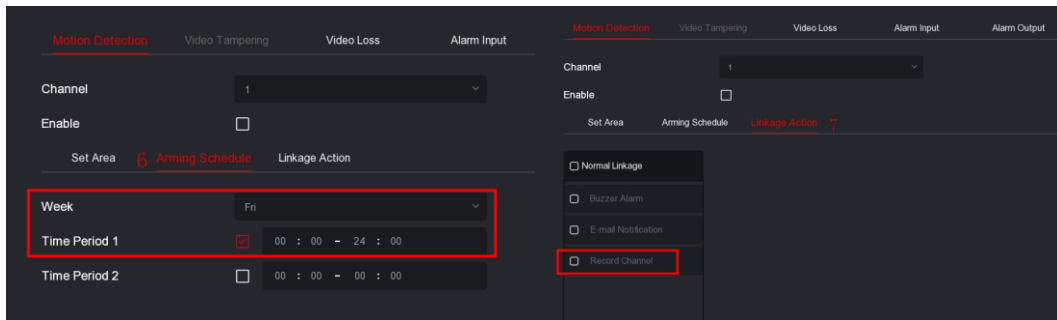 Motion Detection Video Tampering Video Loss Alarm Input
Channel 1
Enable
Set Area 6 Arming Schedule Linkage Action
Week Fri
Time Period 1 00 : 00 - 24 : 00
Time Period 2 00 : 00 - 00 : 00
Motion Detection Video Tampering Video Loss Alarm Input Alarm Output
Channel 1
Enable
Set Area Arming Schedule Linkage Action 7
Normal Linkage
Buzzer Alarm
E-mail Notification
Record Channel